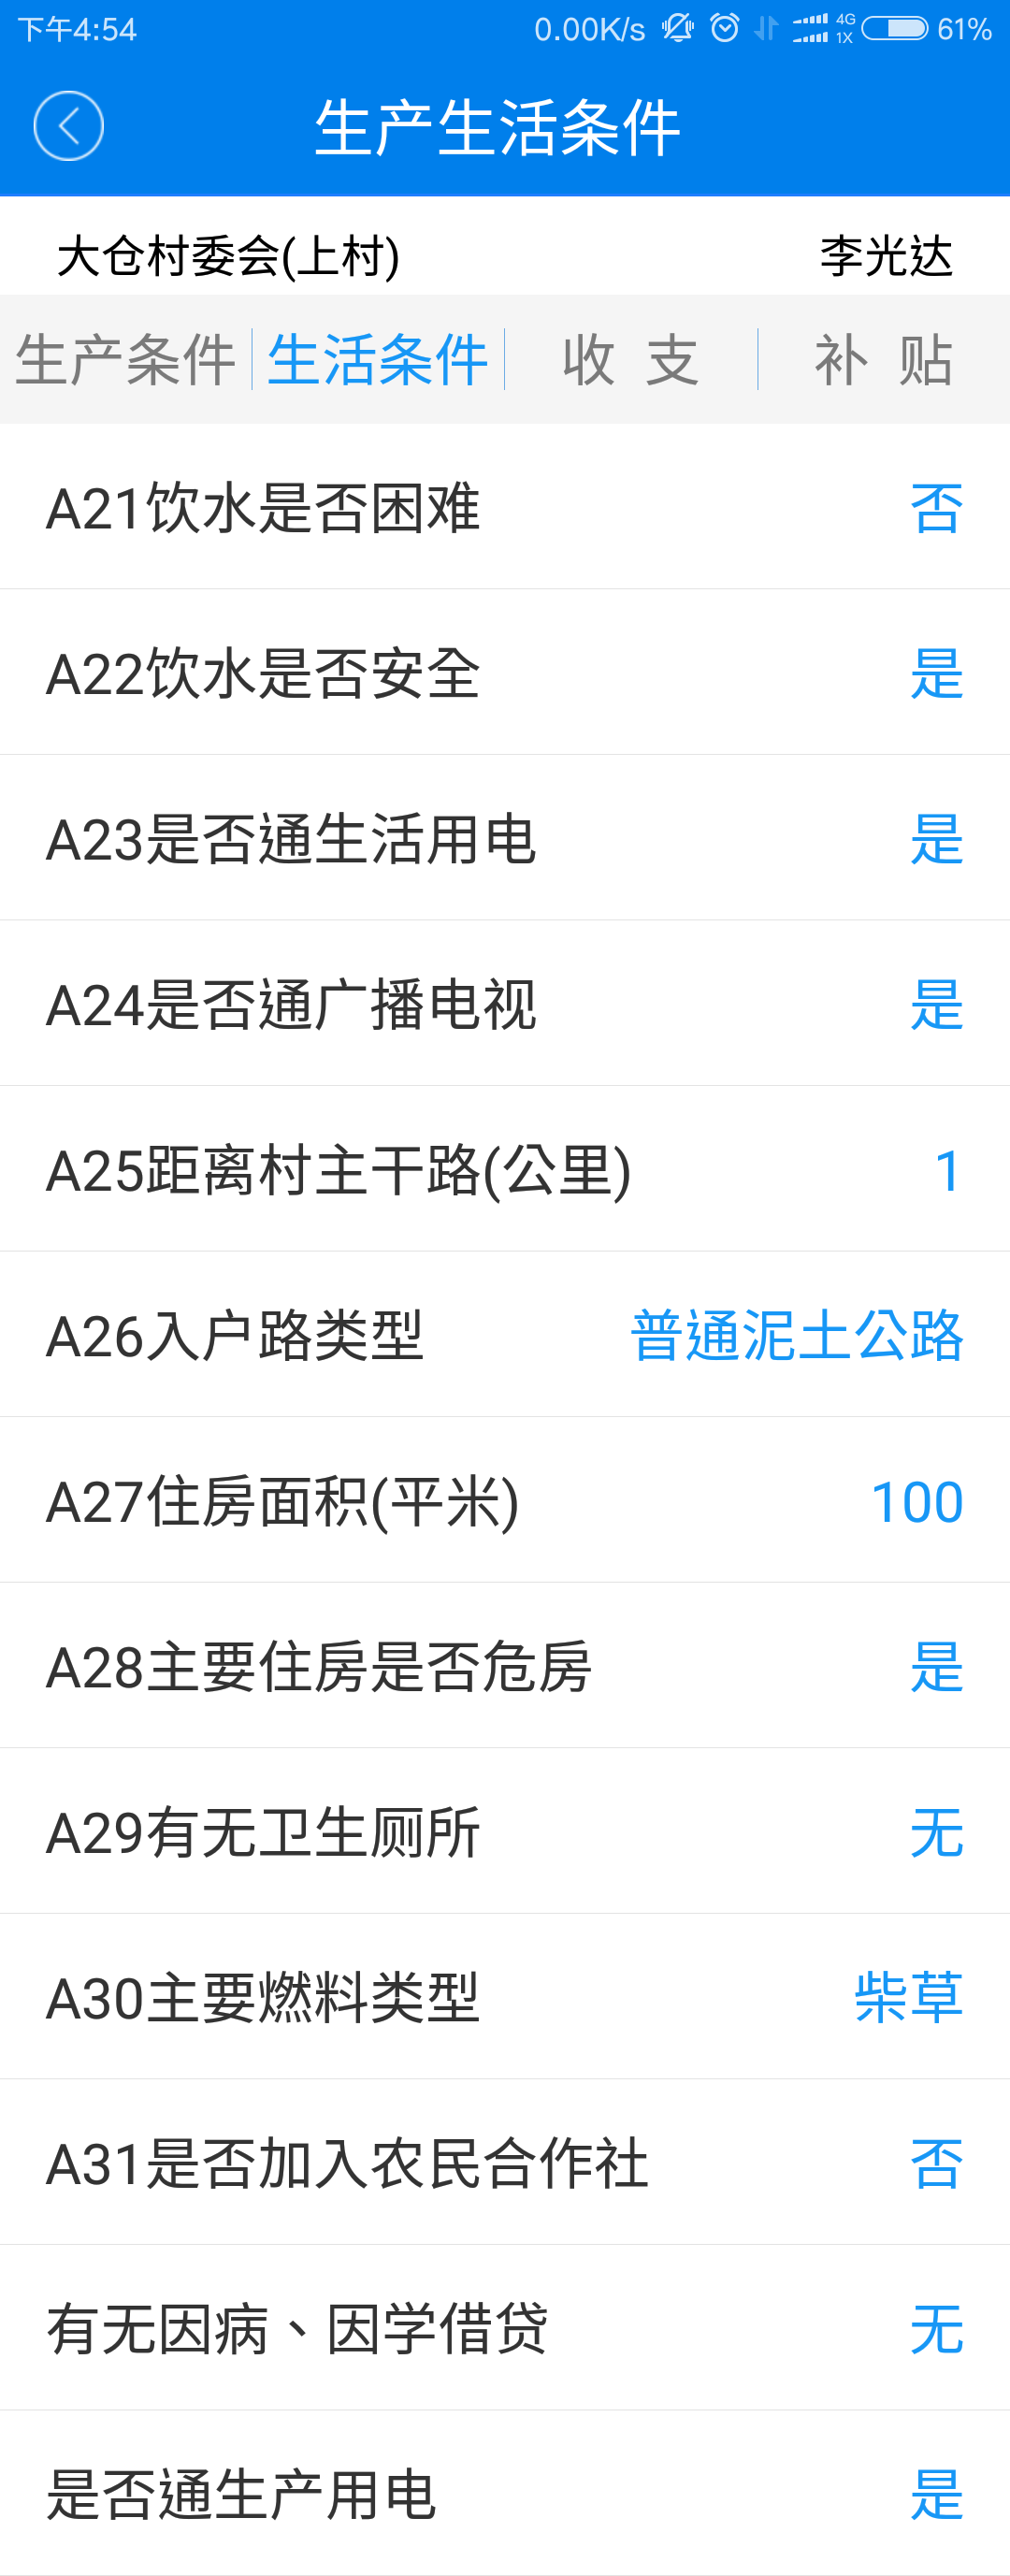 下午4:54 0.00K/s 4G 1X 61%
生产生活条件
大仓村委会(上村) 李光达
生产条件 生活条件 收 支 补 贴
A21饮水是否困难 否
A22饮水是否安全 是
A23是否通生活用电 是
A24是否通广播电视 是
A25距离村主干路(公里) 1
A26入户路类型 普通泥土公路
A27住房面积(平米) 100
A28主要住房是否危房 是
A29有无卫生厕所 无
A30主要燃料类型 柴草
A31是否加入农民合作社 否
有无因病、因学借贷 无
是否通生产用电 是